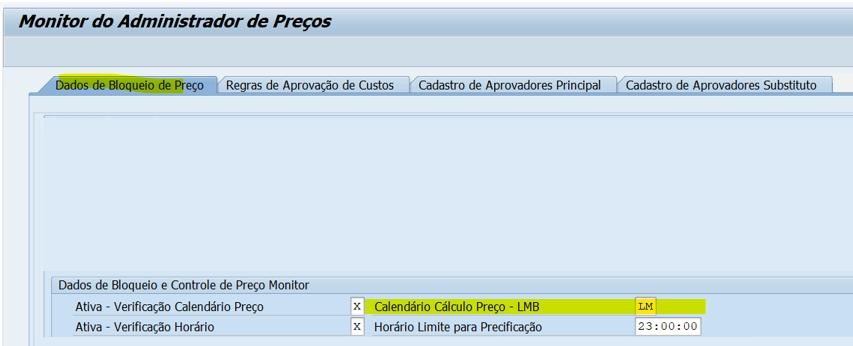 Monitor do Administrador de Preços
Dados de Bloqueio de Preço Regras de Aprovação de Custos Cadastro de Aprovadores Principal Cadastro de Aprovadores Substituto
Dados de Bloqueio e Controle de Preço Monitor
Ativa - Verificação Calendário Preço X Calendário Cálculo Preço - LMB LM
Ativa - Verificação Horário X Horário Limite para Precificação 23:00:00